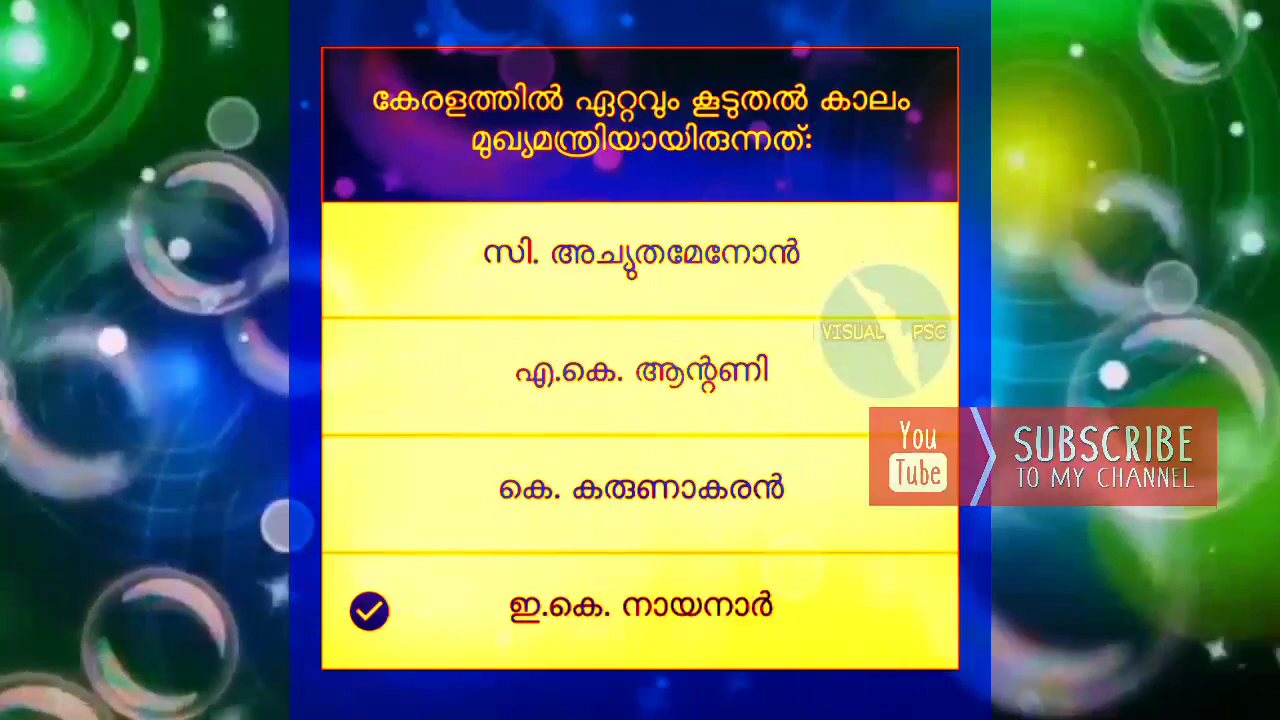 കേരളത്തിൽ ഏറ്റവും കൂടുതൽ കാലം
മുഖ്യമന്ത്രിയായിരുന്നത്:
സി. അച്യുതമേനോൻ
VISUAL PSC
എ.കെ. ആന്റണി
You
Tube
SUBSCRIBE
TO MY CHANNEL
കെ. കരുണാകരൻ
ഇ.കെ. നായനാർ